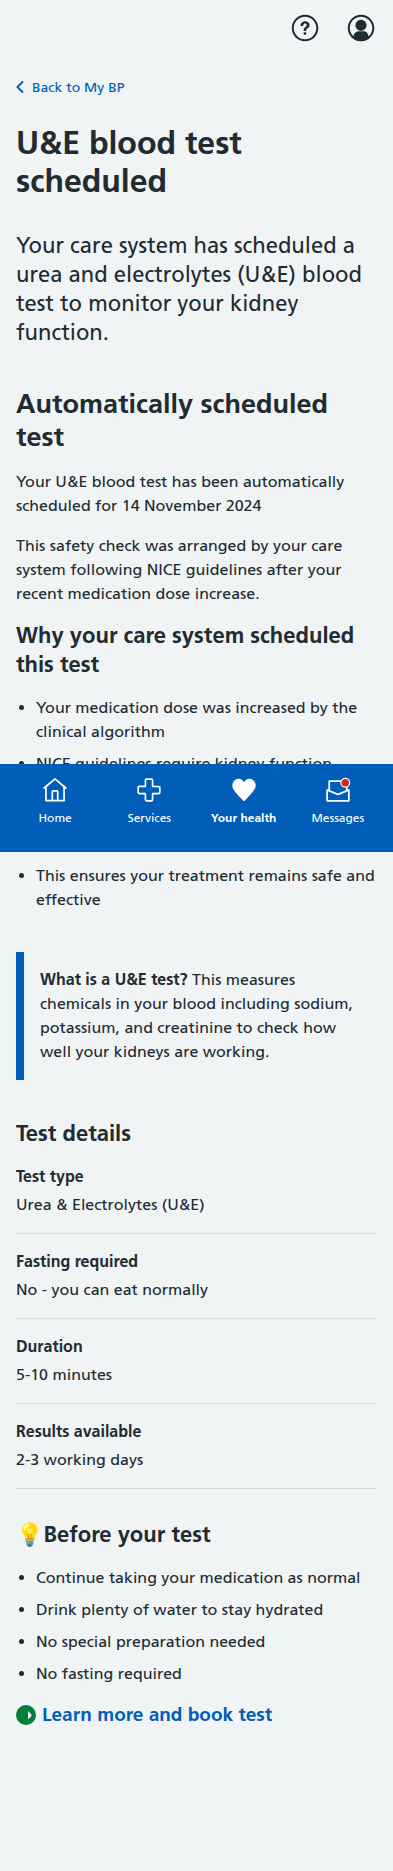 Back to My BP
U&E blood test
scheduled
Your care system has scheduled a
urea and electrolytes (U&E) blood
test to monitor your kidney
function.
Automatically scheduled
test
Your U&E blood test has been automatically
scheduled for 14 November 2024
This safety check was arranged by your care
system following NICE guidelines after your
recent medication dose increase.
Why your care system scheduled
this test
• Your medication dose was increased by the
clinical algorithm
• NICE guidelines require kidney function
Home
Services
Your health
Messages
• This ensures your treatment remains safe and
effective
What is a U&E test? This measures
chemicals in your blood including sodium,
potassium, and creatinine to check how
well your kidneys are working.
Test details
Test type
Urea & Electrolytes (U&E)
Fasting required
No - you can eat normally
Duration
5-10 minutes
Results available
2-3 working days
💡Before your test
• Continue taking your medication as normal
• Drink plenty of water to stay hydrated
• No special preparation needed
• No fasting required
Learn more and book test